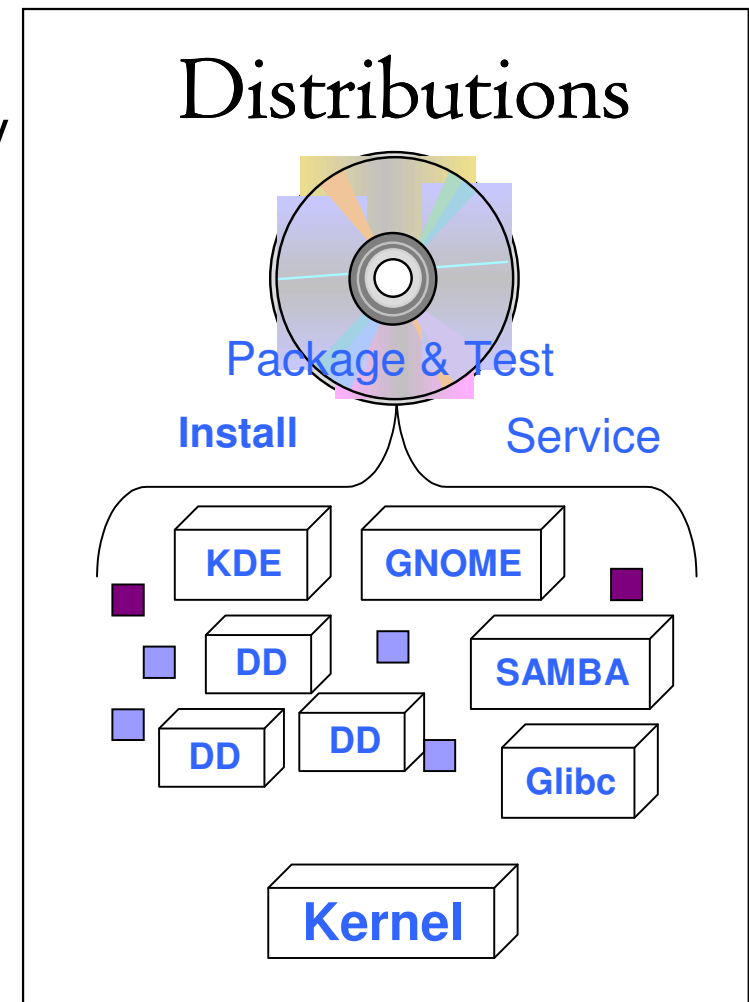 Distributions
y
Package & Test
Install
Service
KDE
GNOME
DD
SAMBA
DD
DD
Glibc
Kernel